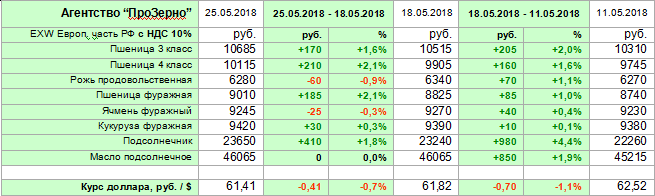 Агентство “ПроЗерно” 25.05.2018 25.05.2018 - 18.05.2018 18.05.2018 18.05.2018 - 11.05.2018 11.05.2018
EXW Европ, часть РФ с НДС 10% руб. руб. % руб. руб. % руб.
Пшеница 3 класс 10685 +170 +1,6% 10515 +205 +2,0% 10310
Пшеница 4 класс 10115 +210 +2,1% 9905 +160 +1,6% 9745
Рожь продовольственная 6280 -60 -0,9% 6340 +70 +1,1% 6270
Пшеница фуражная 9010 +185 +2,1% 8825 +85 +1,0% 8740
Ячмень фуражный 9245 -25 -0,3% 9270 +40 +0,4% 9230
Кукуруза фуражная 9420 +30 +0,3% 9390 +10 +0,1% 9380
Подсолнечник 23650 +410 +1,8% 23240 +980 +4,4% 22260
Масло подсолнечное 46065 0 0,0% 46065 +850 +1,9% 45215
Курс доллара, руб. / $ 61,41 -0,41 -0,7% 61,82 -0,70 -1,1% 62,52